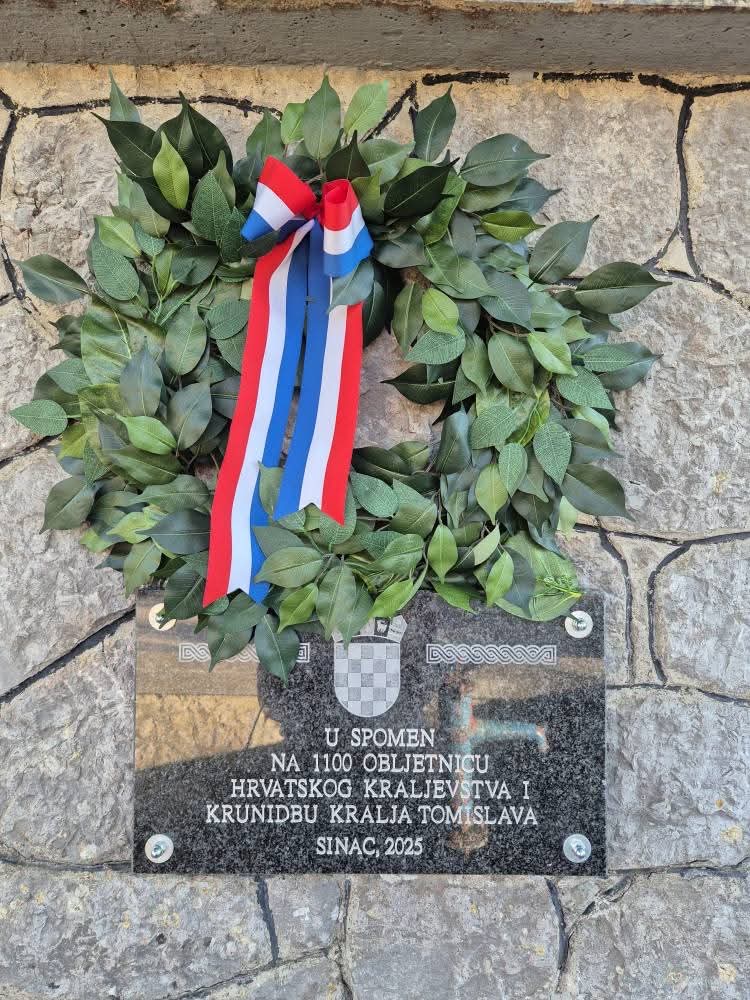 U SPOMEN
NA 1100 OBLJETNICU
HRVATSKOG KRALJEVSTVA I
KRUNIDBU KRALJA TOMISLAVA
SINAC, 2025